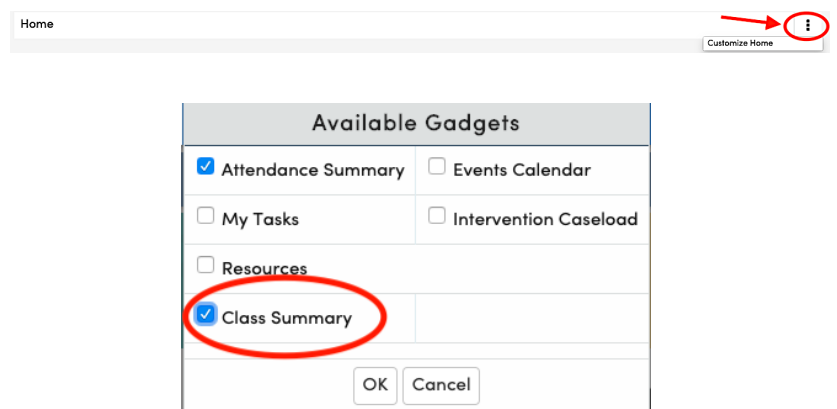 Home
Customize Home
Available Gadgets
Attendance Summary Events Calendar
My Tasks Intervention Caseload
Resources
Class Summary
OK Cancel